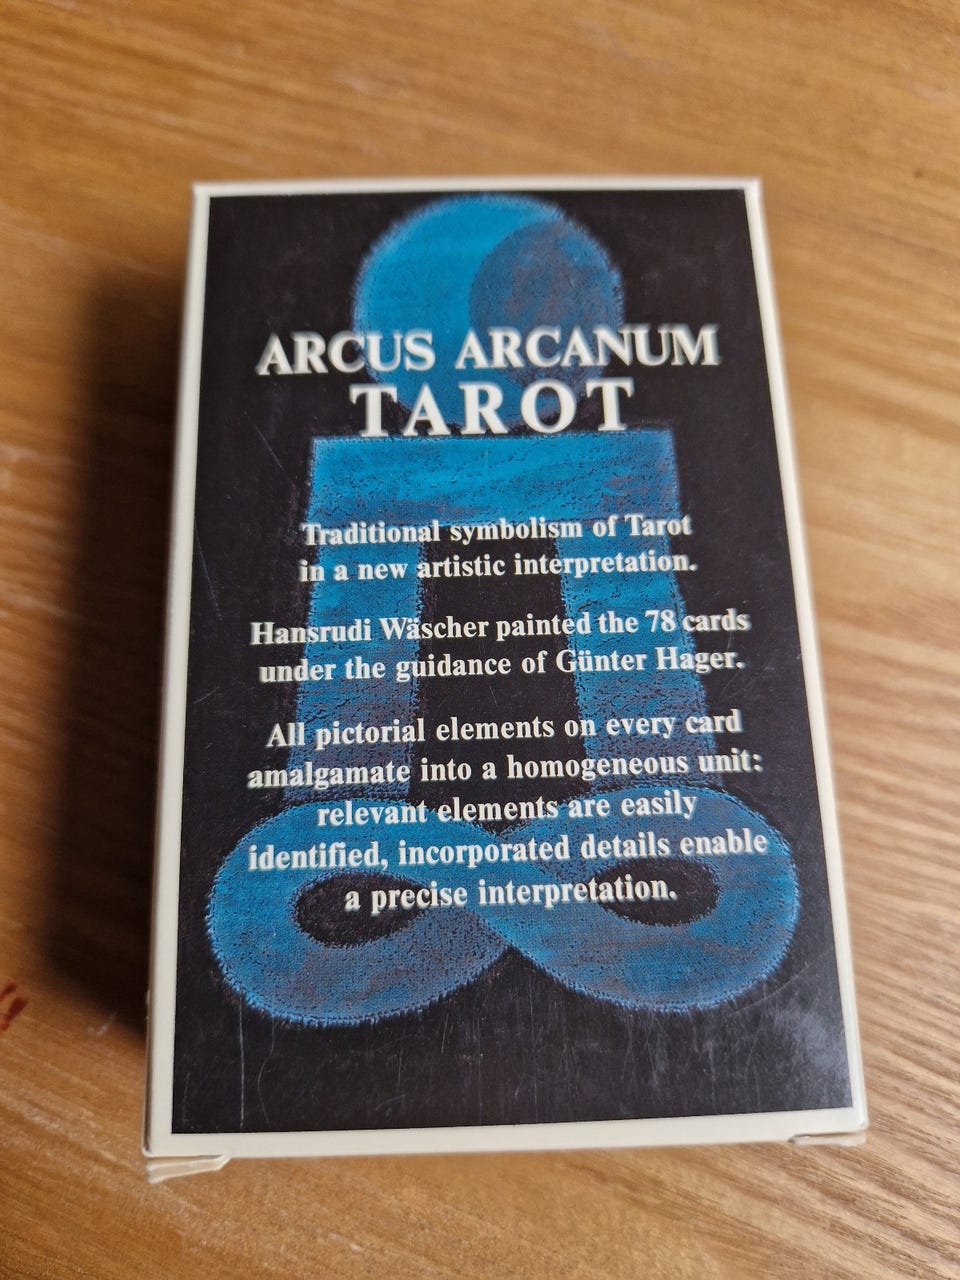 ARCUS ARCANUM
TAROT
Traditional symbolism of Tarot
in a new artistic interpretation.
Hansrudi Wäscher painted the 78 cards
under the guidance of Günter Hager.
All pictorial elements on every card
amalgamate into a homogeneous unit:
relevant elements are easily
identified, incorporated details enable
a precise interpretation.